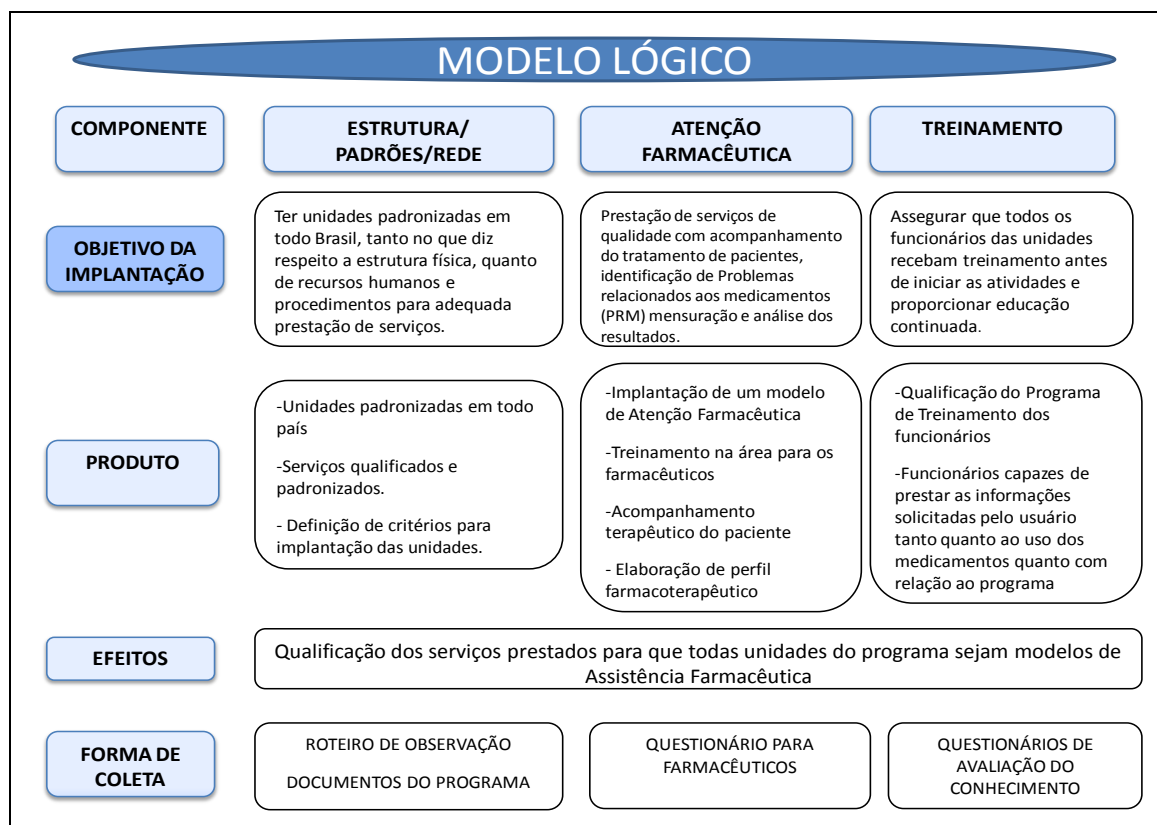 MODELO LÓGICO
COMPONENTE
ESTRUTURA/
PADRÕES/REDE
ATENÇÃO
FARMACÊUTICA
TREINAMENTO
OBJETIVO DA
IMPLANTAÇÃO
Ter unidades padronizadas em
todo Brasil, tanto no que diz
respeito a estrutura física, quanto
de recursos humanos e
procedimentos para adequada
prestação de serviços.
Prestação de serviços de
qualidade com acompanhamento
do tratamento de pacientes,
identificação de Problemas
relacionados aos medicamentos
(PRM) mensuração e análise dos
resultados.
Assegurar que todos os
funcionários das unidades
recebam treinamento antes
de iniciar as atividades e
proporcionar educação
continuada.
PRODUTO
-Unidades padronizadas em todo
país
-Serviços qualificados e
padronizados.
- Definição de critérios para
implantação das unidades.
-Implantação de um modelo
de Atenção Farmacêutica
-Treinamento na área para os
farmacêuticos
-Acompanhamento
terapêutico do paciente
- Elaboração de perfil
farmacoterapêutico
-Qualificação do Programa
de Treinamento dos
funcionários
-Funcionários capazes de
prestar as informações
solicitadas pelo usuário
tanto quanto ao uso dos
medicamentos quanto com
relação ao programa
EFEITOS
Qualificação dos serviços prestados para que todas unidades do programa sejam modelos de
Assistência Farmacêutica
FORMA DE
COLETA
ROTEIRO DE OBSERVAÇÃO
DOCUMENTOS DO PROGRAMA
QUESTIONÁRIO PARA
FARMACÊUTICOS
QUESTIONÁRIOS DE
AVALIAÇÃO DO
CONHECIMENTO